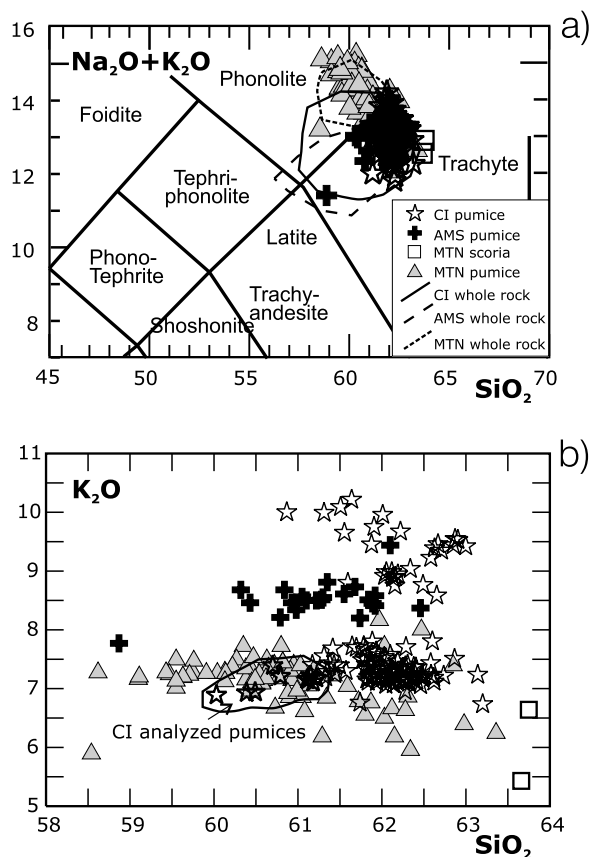 a)
16
Na₂O+K₂O
Phonolite
14
Foidite
Trachyte
12
Tephri-
phonolite
Latite
10
Phono-
Tephrite
Trachy-
andesite
8
Shoshonite
CI pumice
AMS pumice
MTN scoria
MTN pumice
CI whole rock
AMS whole rock
MTN whole rock
45 50 55 60 65 70
SiO₂
b)
11
K₂O
10
9
8
7
CI analyzed pumices
6
5
58 59 60 61 62 63 64
SiO₂